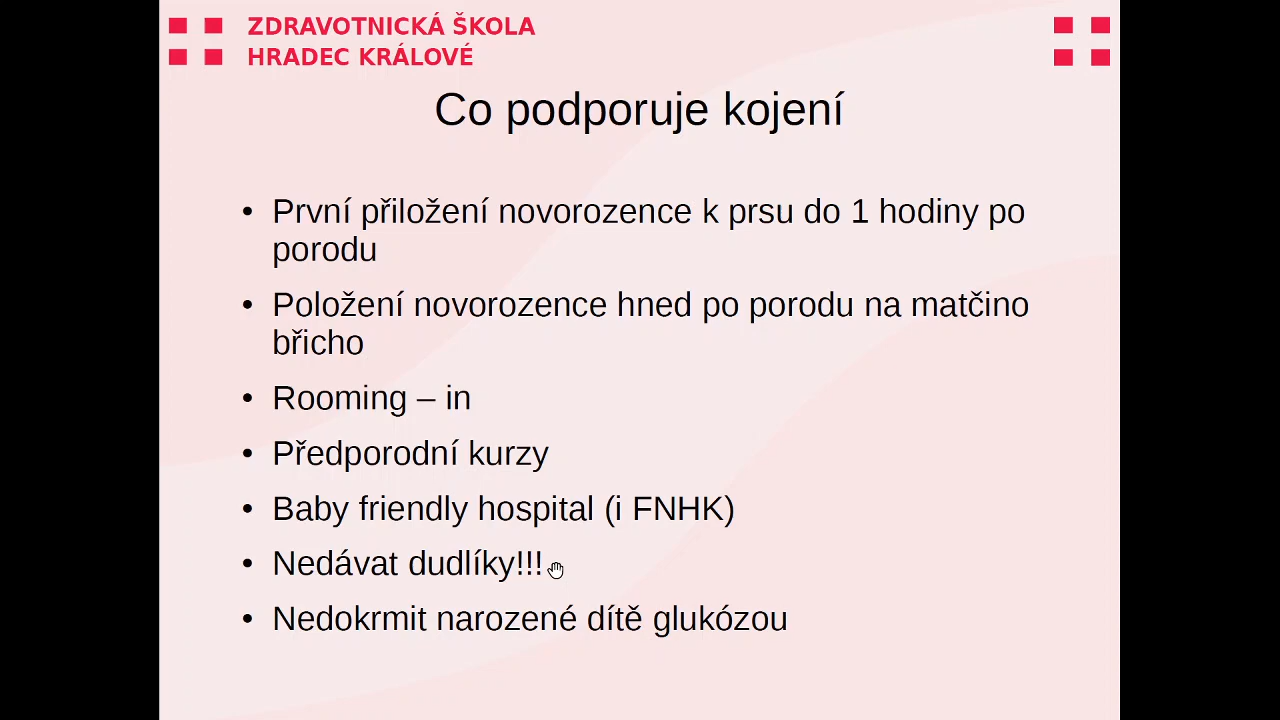 ZDRAVOTNICKÁ ŠKOLA
HRADEC KRÁLOVÉ
Co podporuje kojení
• První přiložení novorozence k prsu do 1 hodiny po
porodu
• Položení novorozence hned po porodu na matčino
břicho
• Rooming – in
• Předporodní kurzy
• Baby friendly hospital (i FNHK)
• Nedávat dudlíky!!!
• Nedokrmit narozené dítě glukózou